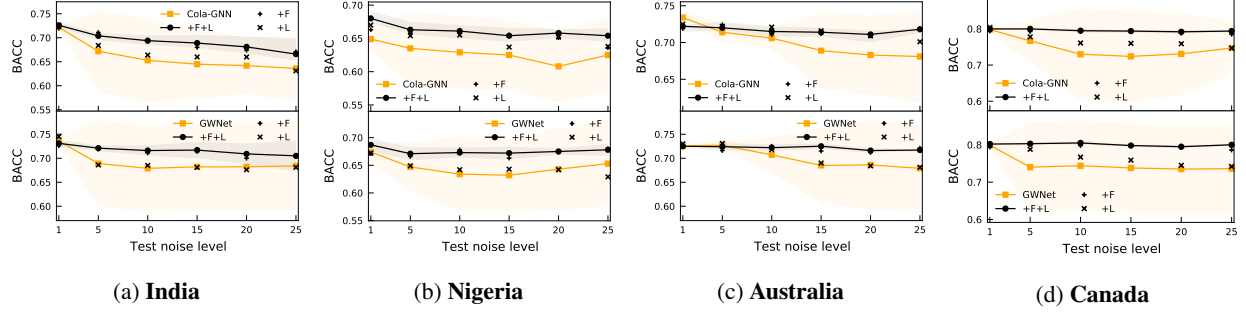 0.75
0.70
0.65
0.60
0.55
BACC
Cola-GNN
+F
+F+L
+L
0.75
0.70
0.65
0.60
BACC
GWNet
+F
+F+L
+L
1
5
10
15
20
25
Test noise level
(a) India
0.70
0.65
0.60
0.55
BACC
Cola-GNN
+F
+F+L
+L
0.70
0.65
0.60
0.55
BACC
GWNet
+F
+F+L
+L
1
5
10
15
20
25
Test noise level
(b) Nigeria
0.75
0.70
0.65
BACC
Cola-GNN
+F
+F+L
+L
0.75
0.70
0.65
0.60
BACC
GWNet
+F
+F+L
+L
1
5
10
15
20
25
Test noise level
(c) Australia
0.8
0.7
0.6
BACC
Cola-GNN
+F
+F+L
+L
0.8
0.7
0.6
BACC
GWNet
+F
+F+L
+L
1
5
10
15
20
25
Test noise level
(d) Canada